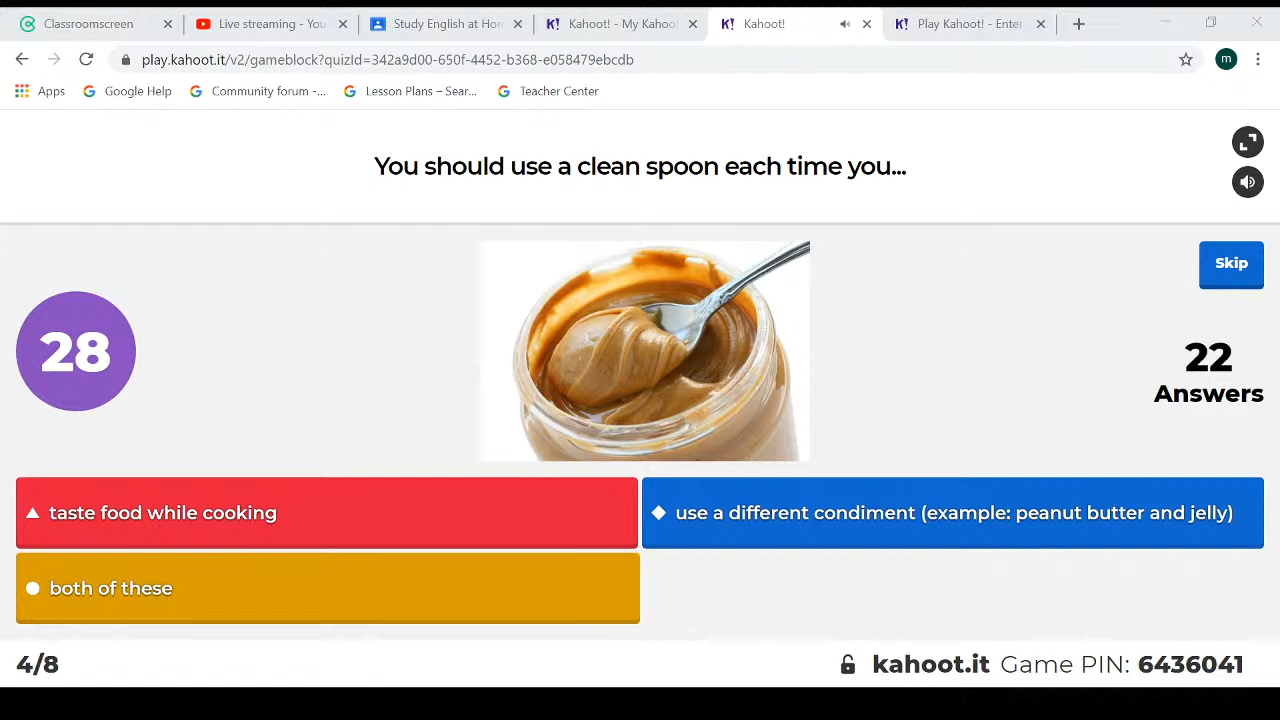 Classroomscreen
Live streaming - You
Study English at Hon
Kahoot! - My Kahoo
Kahoot!
Play Kahoot! - Enter
play.kahoot.it/v2/gameblock?quizId=342a9d00-650f-4452-b368-e058479ebcdb
m
Apps
Google Help
Community forum -...
Lesson Plans – Sear...
Teacher Center
You should use a clean spoon each time you...
Skip
28
22
Answers
taste food while cooking
use a different condiment (example: peanut butter and jelly)
both of these
4/8
kahoot.it Game PIN: 6436041